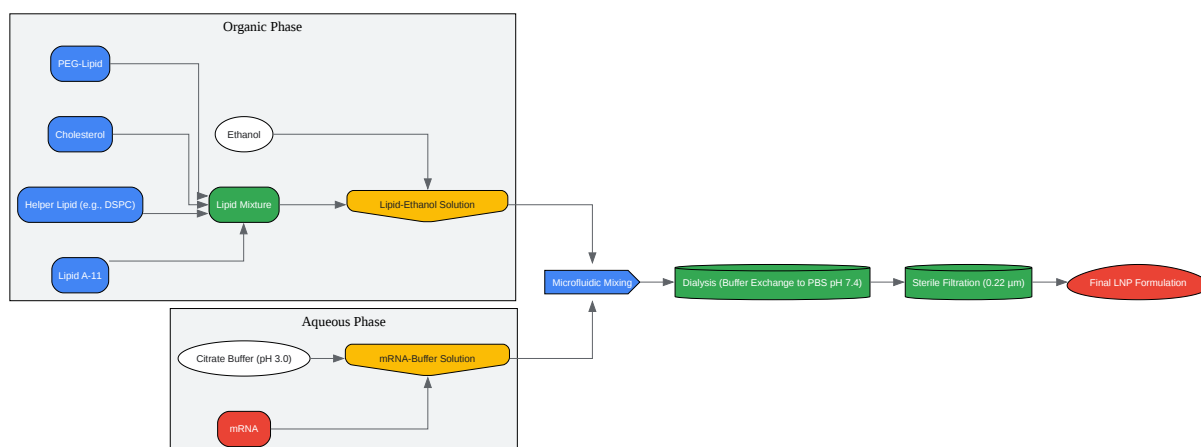 Organic Phase
PEG-Lipid
Cholesterol
Ethanol
Helper Lipid (e.g., DSPC)
Lipid Mixture
Lipid-Ethanol Solution
Lipid A-11
Microfluidic Mixing
Dialysis (Buffer Exchange to PBS pH 7.4)
Sterile Filtration (0.22 µm)
Final LNP Formulation
Aqueous Phase
Citrate Buffer (pH 3.0)
mRNA-Buffer Solution
mRNA